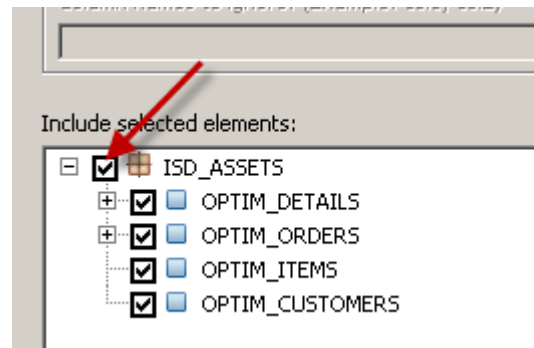 Include selected elements:
ISD_ASSETS
OPTIM_DETAILS
OPTIM_ORDERS
OPTIM_ITEMS
OPTIM_CUSTOMERS